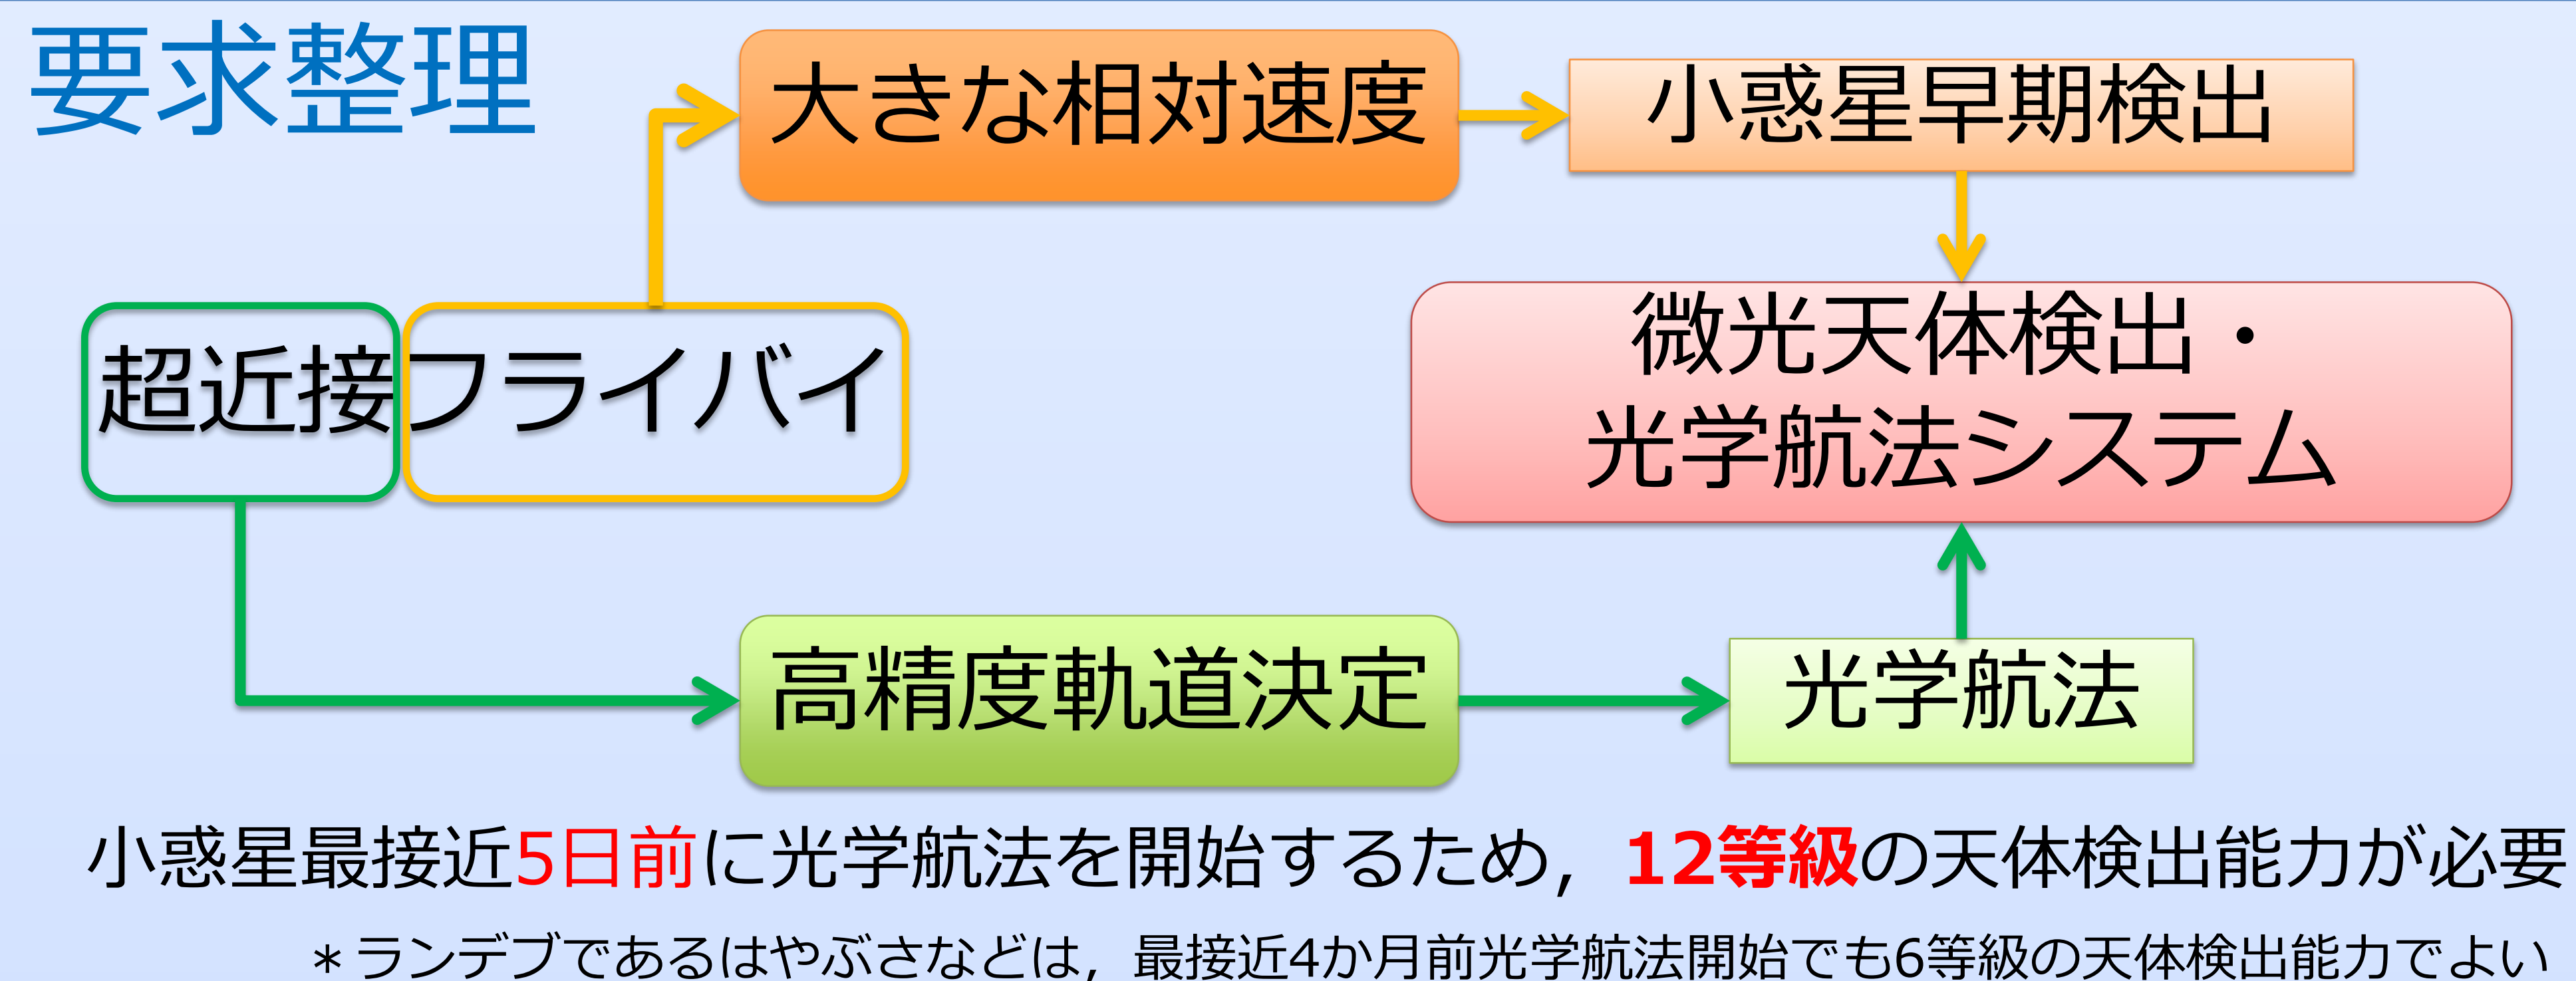 要求整理
大きな相対速度
小惑星早期検出
超近接フライバイ
微光天体検出・
光学航法システム
高精度軌道決定
光学航法
小惑星最接近5日前に光学航法を開始するため，12等級の天体検出能力が必要
＊ランデブであるはやぶさなどは，最接近4か月前光学航法開始でも6等級の天体検出能力でよい